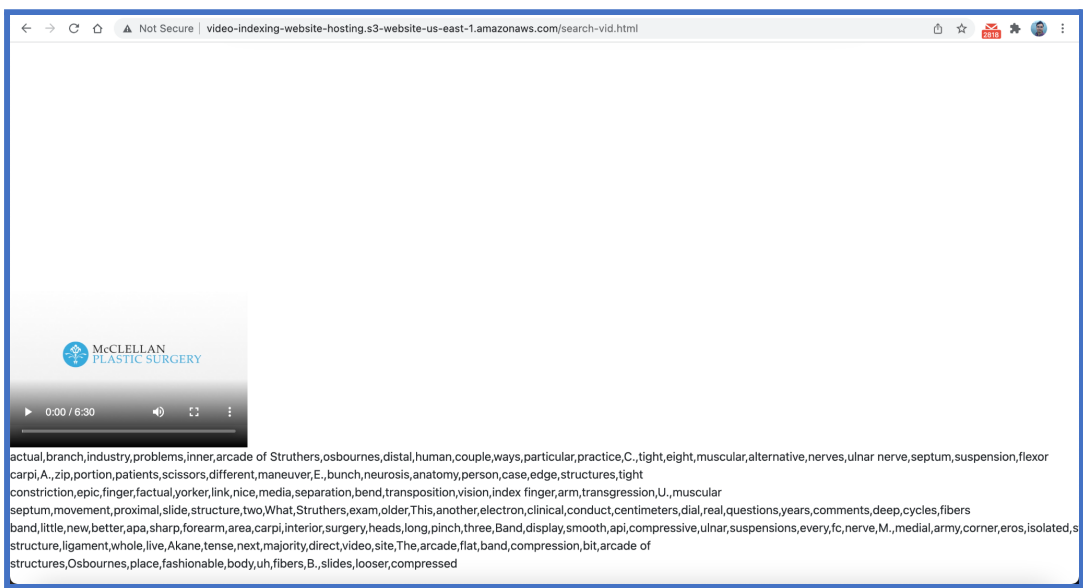 Not Secure | video-indexing-website-hosting.s3-website-us-east-1.amazonaws.com/search-vid.html
2818
McCLELLAN
PLASTIC SURGERY
0:00 / 6:30
actual,branch,industry,problems,inner,arcade of Struthers,osbournes,distal,human,couple,ways,particular,practice,C.,tight,eight,muscular,alternative,nerves,ulnar nerve,septum,suspension,flexor
carpi,A.,zip,portion,patients,scissors,different,maneuver,E.,bunch,neurosis,anatomy,person,case,edge,structures,tight
constriction,epic,finger,factual,yorker,link,nice,media,separation,bend,transposition,vision,index finger,arm,transgression,U.,muscular
septum,movement,proximal,slide,structure,two,What,Struthers,exam,older,This,another,electron,clinical,conduct,centimeters,dial,real,questions,years,comments,deep,cycles,fibers
band,little,new,better,apa,sharp,forearm,area,carpi,interior,surgery,heads,long,pinch,three,Band,display,smooth,api,compressive,ulnar,suspensions,every,fc,nerve,M.,medial,army,corner,eros,isolated,s
structure,ligament,whole,live,Akane,tense,next,majority,direct,video,site,The,arcade,flat,band,compression,bit,arcade of
structures,Osbournes,place,fashionable,body,uh,fibers,B.,slides,looser,compressed